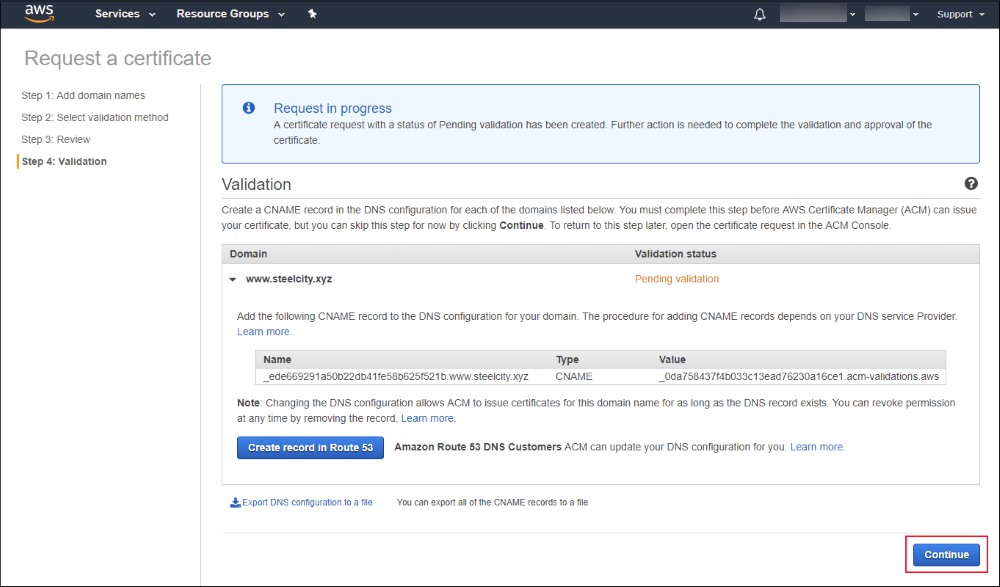 aws
Services
Resource Groups
Support
Request a certificate
Step 1: Add domain names
Step 2: Select validation method
Step 3: Review
Step 4: Validation
Request in progress
A certificate request with a status of Pending validation has been created. Further action is needed to complete the validation and approval of the
certificate.
Validation
Create a CNAME record in the DNS configuration for each of the domains listed below. You must complete this step before AWS Certificate Manager (ACM) can issue
your certificate, but you can skip this step for now by clicking Continue. To return to this step later, open the certificate request in the ACM Console.
Domain Validation status
www.steelcity.xyz Pending validation
Add the following CNAME record to the DNS configuration for your domain. The procedure for adding CNAME records depends on your DNS service Provider.
Learn more.
Name Type Value
_ede669291a50b22db41fe58b625f521b.www.steelcity.xyz CNAME _0da758437f4b033c13ead76230a16ce1.acm-validations.aws
Note: Changing the DNS configuration allows ACM to issue certificates for this domain name for as long as the DNS record exists. You can revoke permission
at any time by removing the record. Learn more.
Create record in Route 53 Amazon Route 53 DNS Customers ACM can update your DNS configuration for you. Learn more.
Export DNS configuration to a file You can export all of the CNAME records to a file
Continue